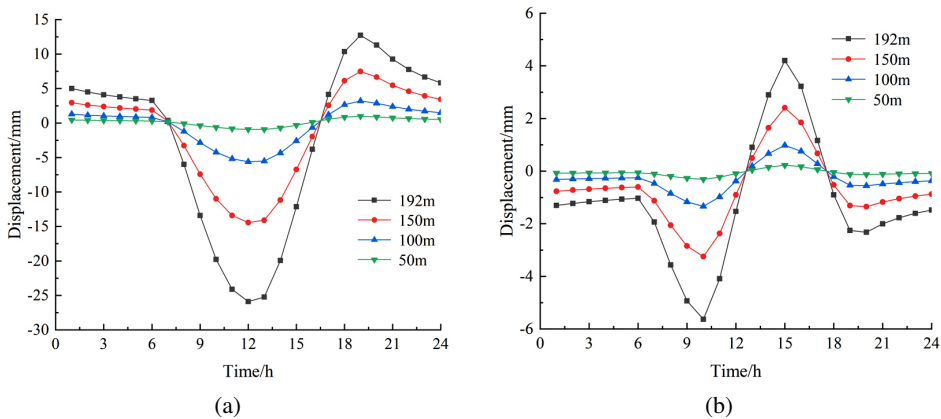 15
10
5
0
-5
-10
-15
-20
-25
-30
Displacement/mm
192m
150m
100m
50m
0 3 6 9 12 15 18 21 24
Time/h
(a)
6
4
2
0
-2
-4
-6
Displacement/mm
192m
150m
100m
50m
0 3 6 9 12 15 18 21 24
Time/h
(b)